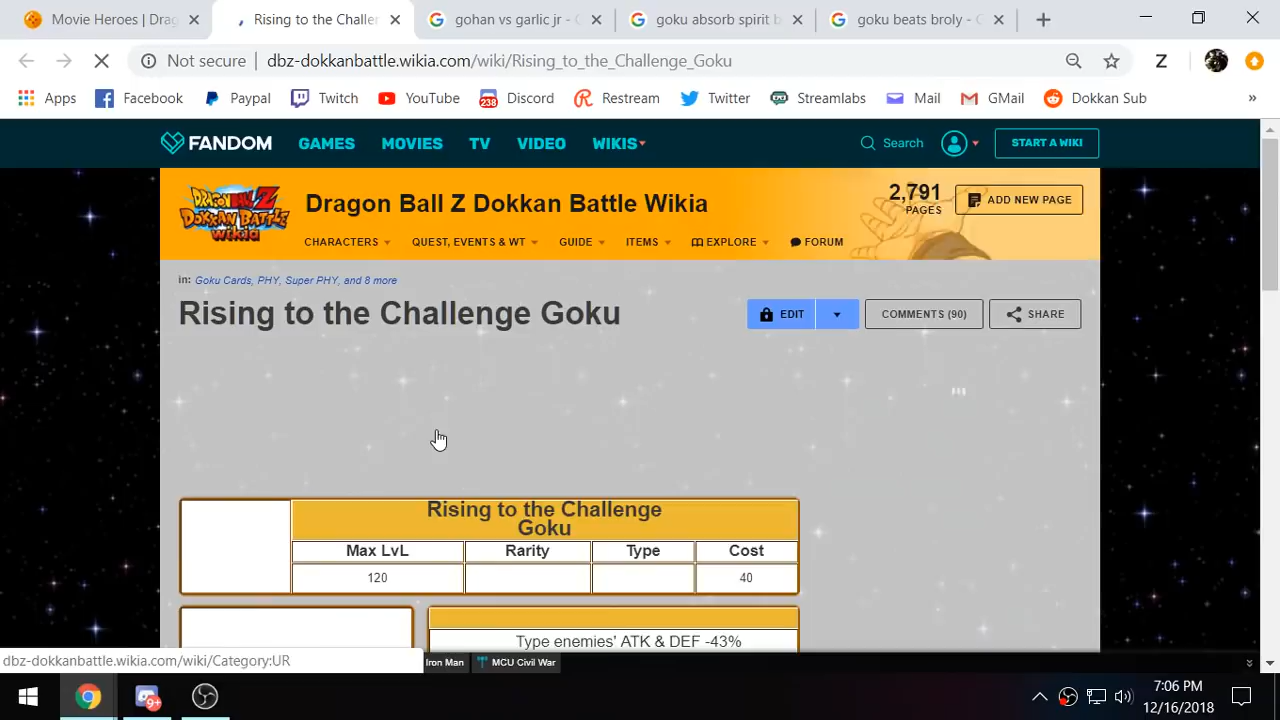 Movie Heroes | Drag
Rising to the Challen
gohan vs garlic jr - G
goku absorb spirit b
goku beats broly - G
Not secure
dbz-dokkanbattle.wikia.com/wiki/Rising_to_the_Challenge_Goku
Z
Apps
Facebook
Paypal
Twitch
YouTube
238
Discord
Restream
Twitter
Streamlabs
Mail
GMail
Dokkan Sub
»
FANDOM
GAMES
MOVIES
TV
VIDEO
WIKIS
Search
START A WIKI
DRAGON BALL Z
DOKKAN BATTLE
wikia
Dragon Ball Z Dokkan Battle Wikia
2,791
PAGES
ADD NEW PAGE
CHARACTERS
QUEST, EVENTS & WT
GUIDE
ITEMS
EXPLORE
FORUM
in: Goku Cards, PHY, Super PHY, and 8 more
Rising to the Challenge Goku
EDIT
COMMENTS (90)
SHARE
Rising to the Challenge
Goku
Max LvL
Rarity
Type
Cost
120
40
Type enemies' ATK & DEF -43%
dbz-dokkanbattle.wikia.com/wiki/Category:UR
Iron Man
MCU Civil War
9+
7:06 PM
12/16/2018